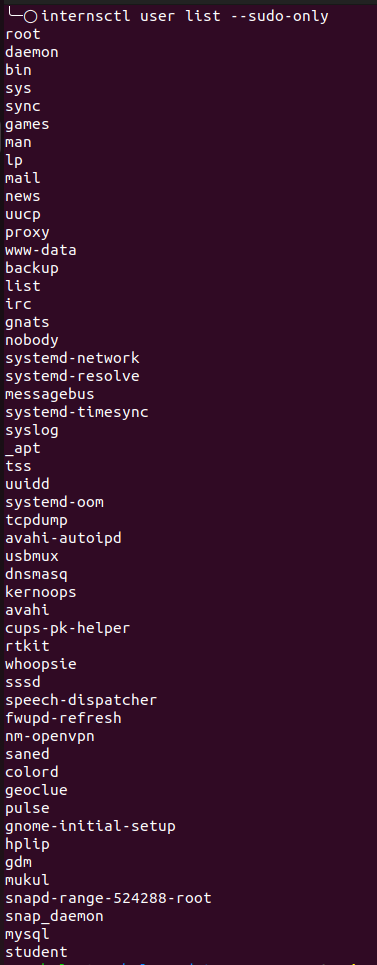 ╰─○ internsctl user list --sudo-only
root
daemon
bin
sys
sync
games
man
lp
mail
news
uucp
proxy
www-data
backup
list
irc
gnats
nobody
systemd-network
systemd-resolve
messagebus
systemd-timesync
syslog
_apt
tss
uuidd
systemd-oom
tcpdump
avahi-autoipd
usbmux
dnsmasq
kernoops
avahi
cups-pk-helper
rtkit
whoopsie
sssd
speech-dispatcher
fwupd-refresh
nm-openvpn
saned
colord
geoclue
pulse
gnome-initial-setup
hplip
gdm
mukul
snapd-range-524288-root
snap_daemon
mysql
student